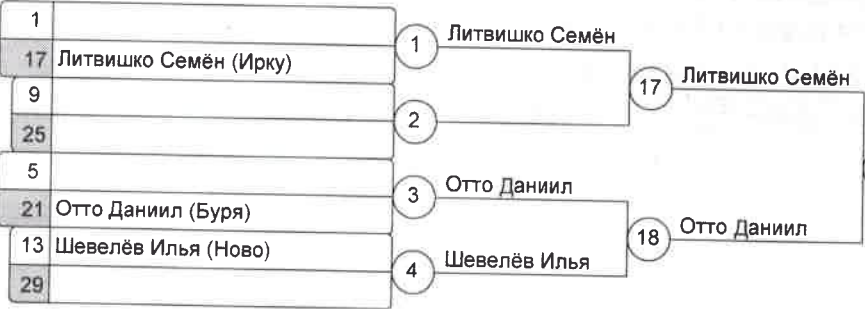 1
17 Литвишко Семён (Ирку)
9
25
5
21 Отто Даниил (Буря)
13 Шевелёв Илья (Ново)
29
1 Литвишко Семён
2
3 Отто Даниил
4 Шевелёв Илья
17 Литвишко Семён
18 Отто Даниил